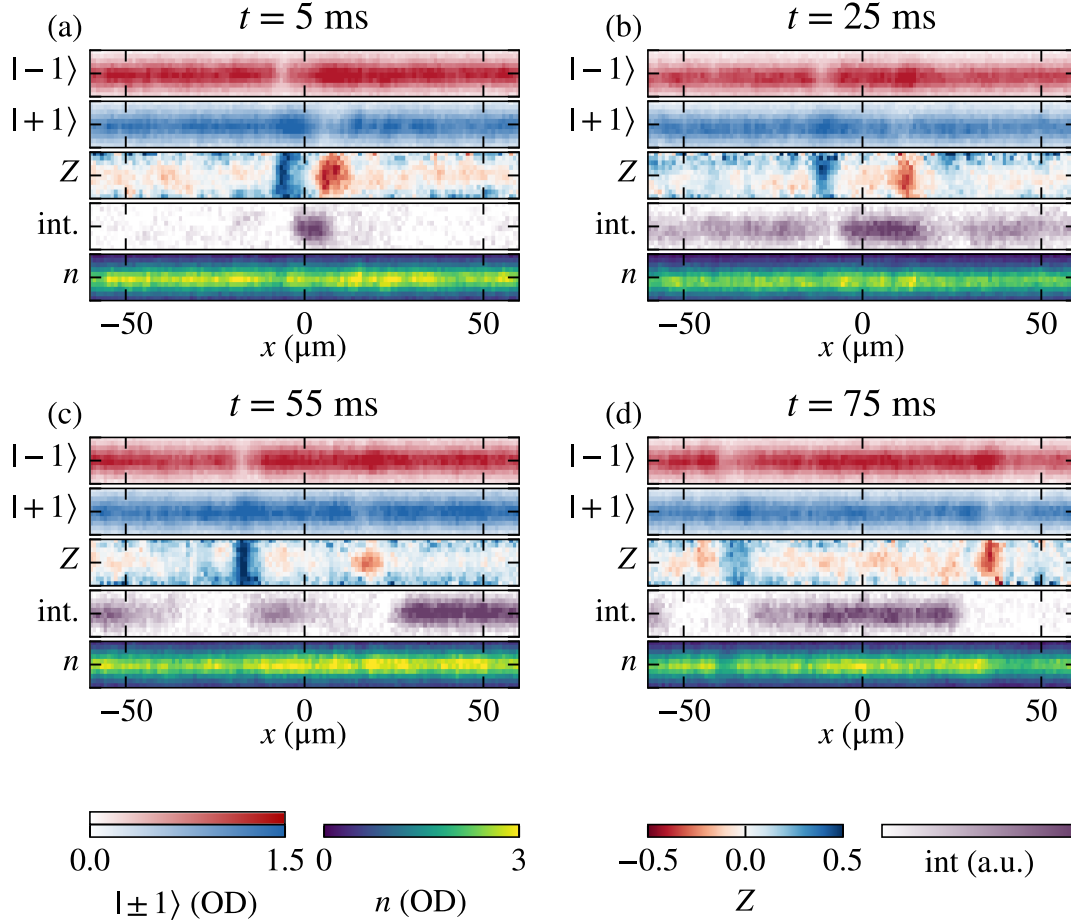 (a) t = 5 ms
|−1⟩
|+1⟩
Z
int.
n
−50 0 50
x (μm)
(b) t = 25 ms
|−1⟩
|+1⟩
Z
int.
n
−50 0 50
x (μm)
(c) t = 55 ms
|−1⟩
|+1⟩
Z
int.
n
−50 0 50
x (μm)
(d) t = 75 ms
|−1⟩
|+1⟩
Z
int.
n
−50 0 50
x (μm)
0.0 1.5
|±1⟩ (OD)
0 3
n (OD)
−0.5 0.0 0.5
Z
int (a.u.)